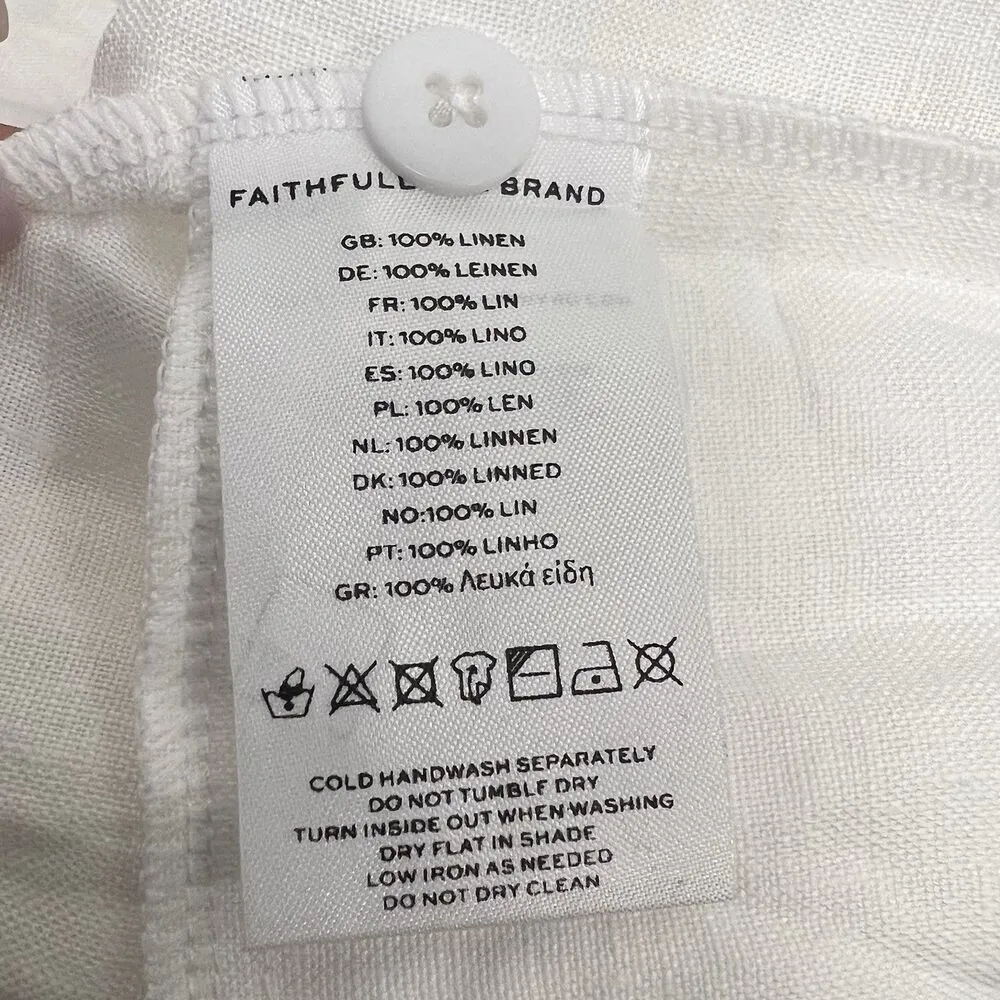 FAITHFULL BRAND
GB: 100% LINEN
DE: 100% LEINEN
FR: 100% LIN
IT: 100% LINO
ES: 100% LINO
PL: 100% LEN
NL: 100% LINNEN
DK: 100% LINNED
NO:100% LIN
PT: 100% LINHO
GR: 100% Λευκά είδη
COLD HANDWASH SEPARATELY
DO NOT TUMBLE DRY
TURN INSIDE OUT WHEN WASHING
DRY FLAT IN SHADE
LOW IRON AS NEEDED
DO NOT DRY CLEAN